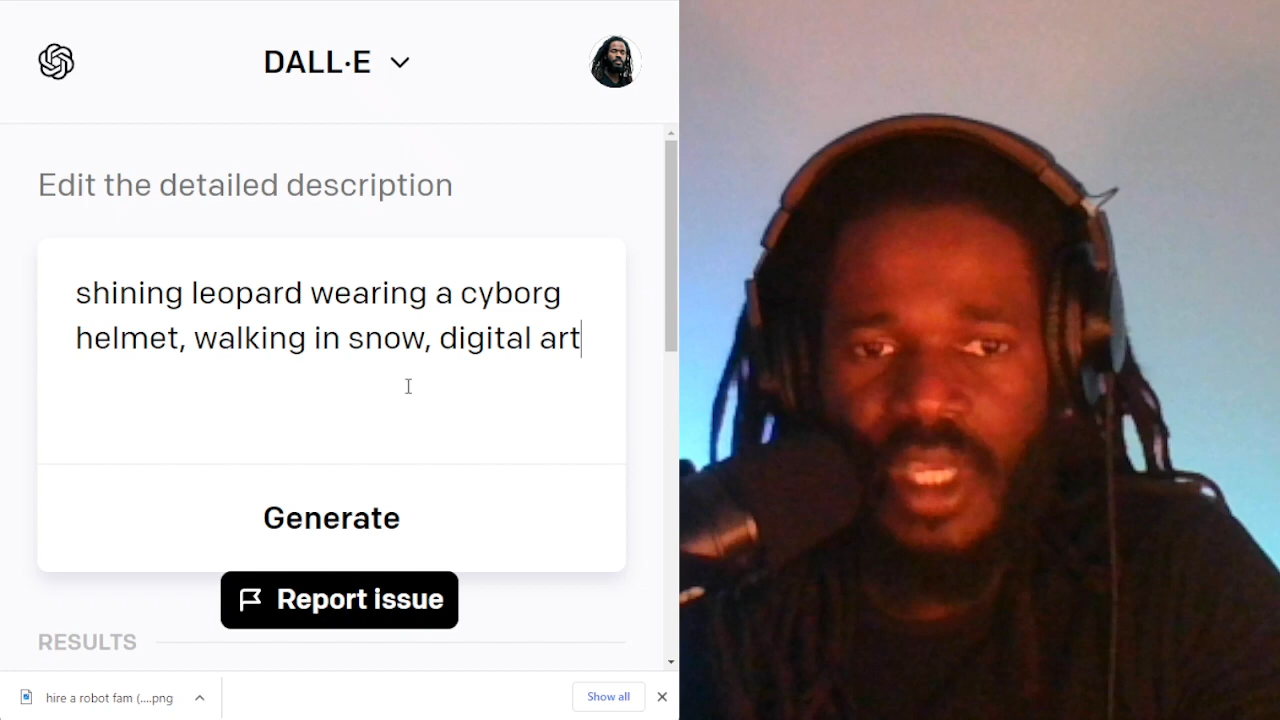 DALL·E
Edit the detailed description
shining leopard wearing a cyborg
helmet, walking in snow, digital art
Generate
Report issue
RESULTS
hire a robot fam (....png
Show all